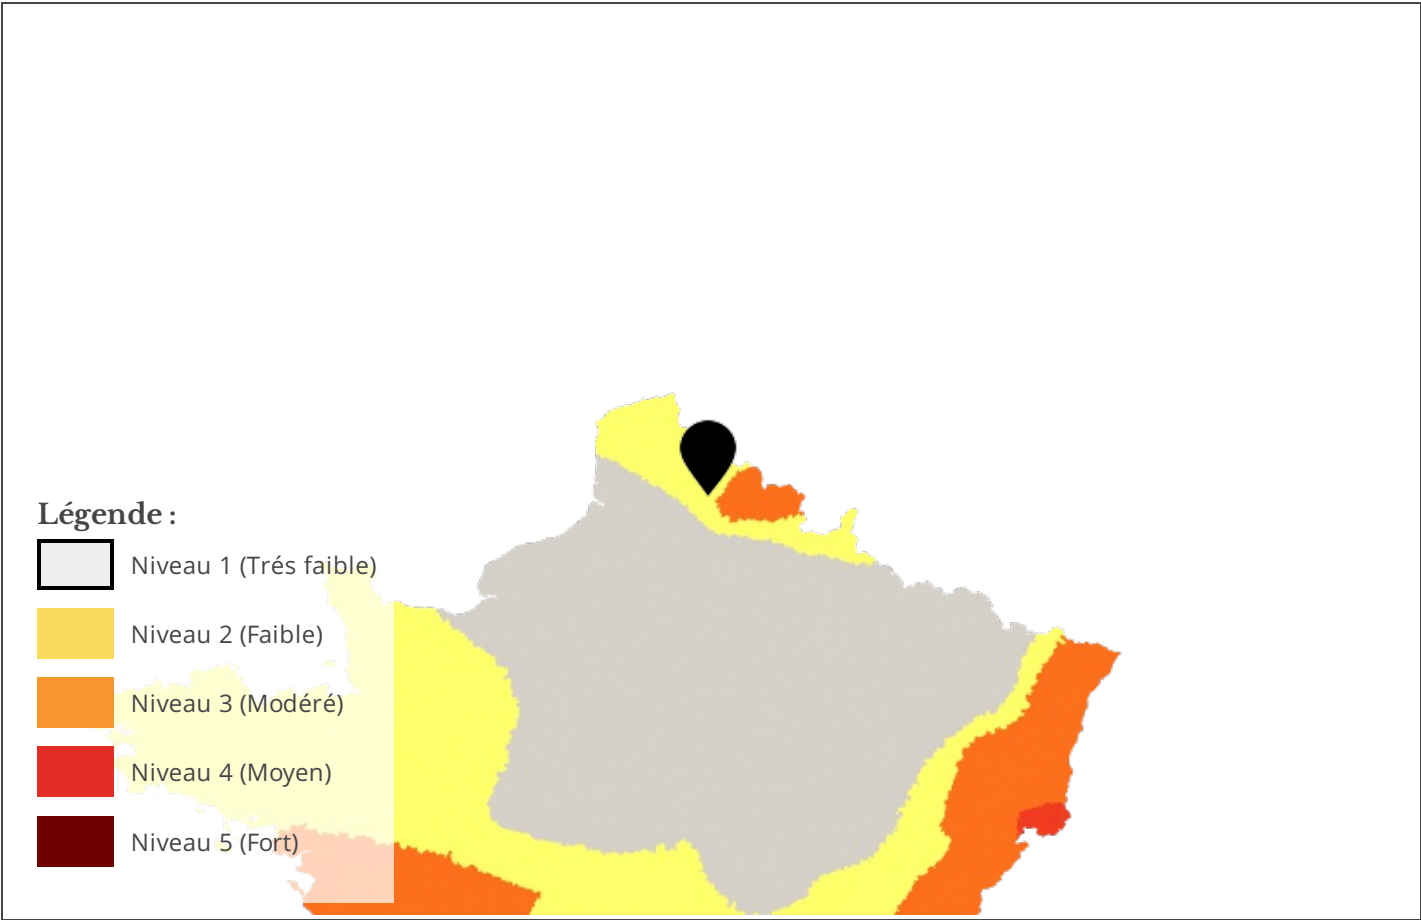 Légende :
Niveau 1 (Trés faible)
Niveau 2 (Faible)
Niveau 3 (Modéré)
Niveau 4 (Moyen)
Niveau 5 (Fort)